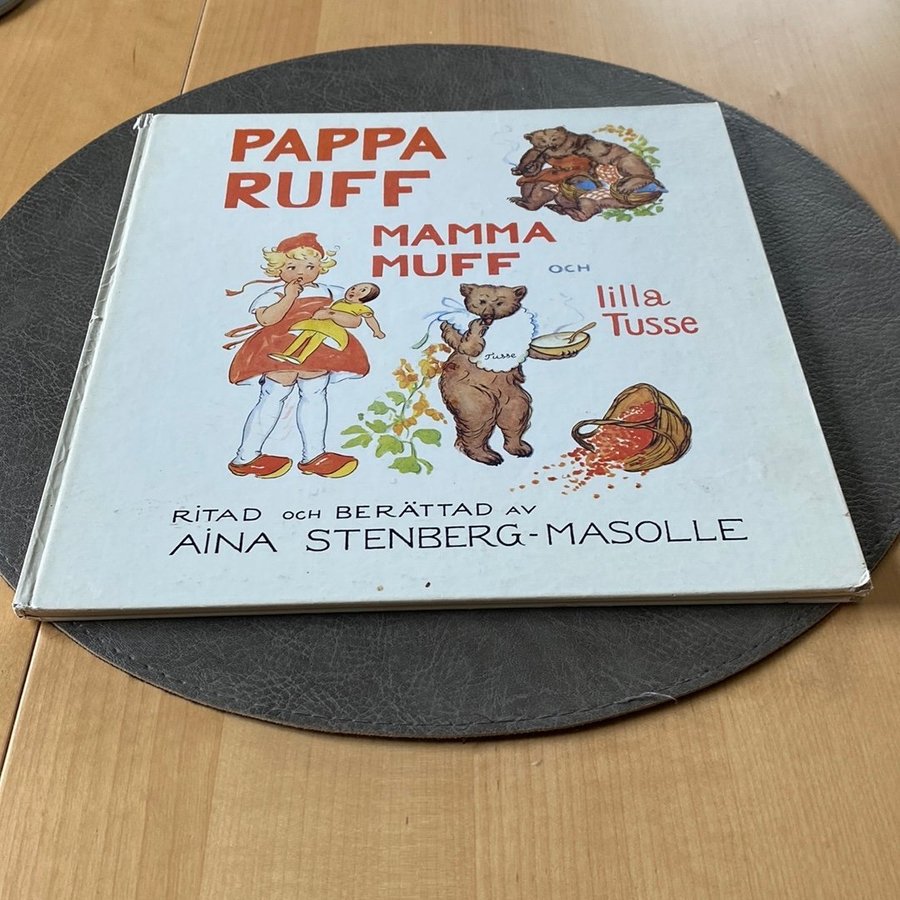 PAPPA
RUFF
MAMMA
MUFF OCH
lilla
Tusse
Tusse
RITAD OCH BERÄTTAD AV
AINA STENBERG-MASOLLE